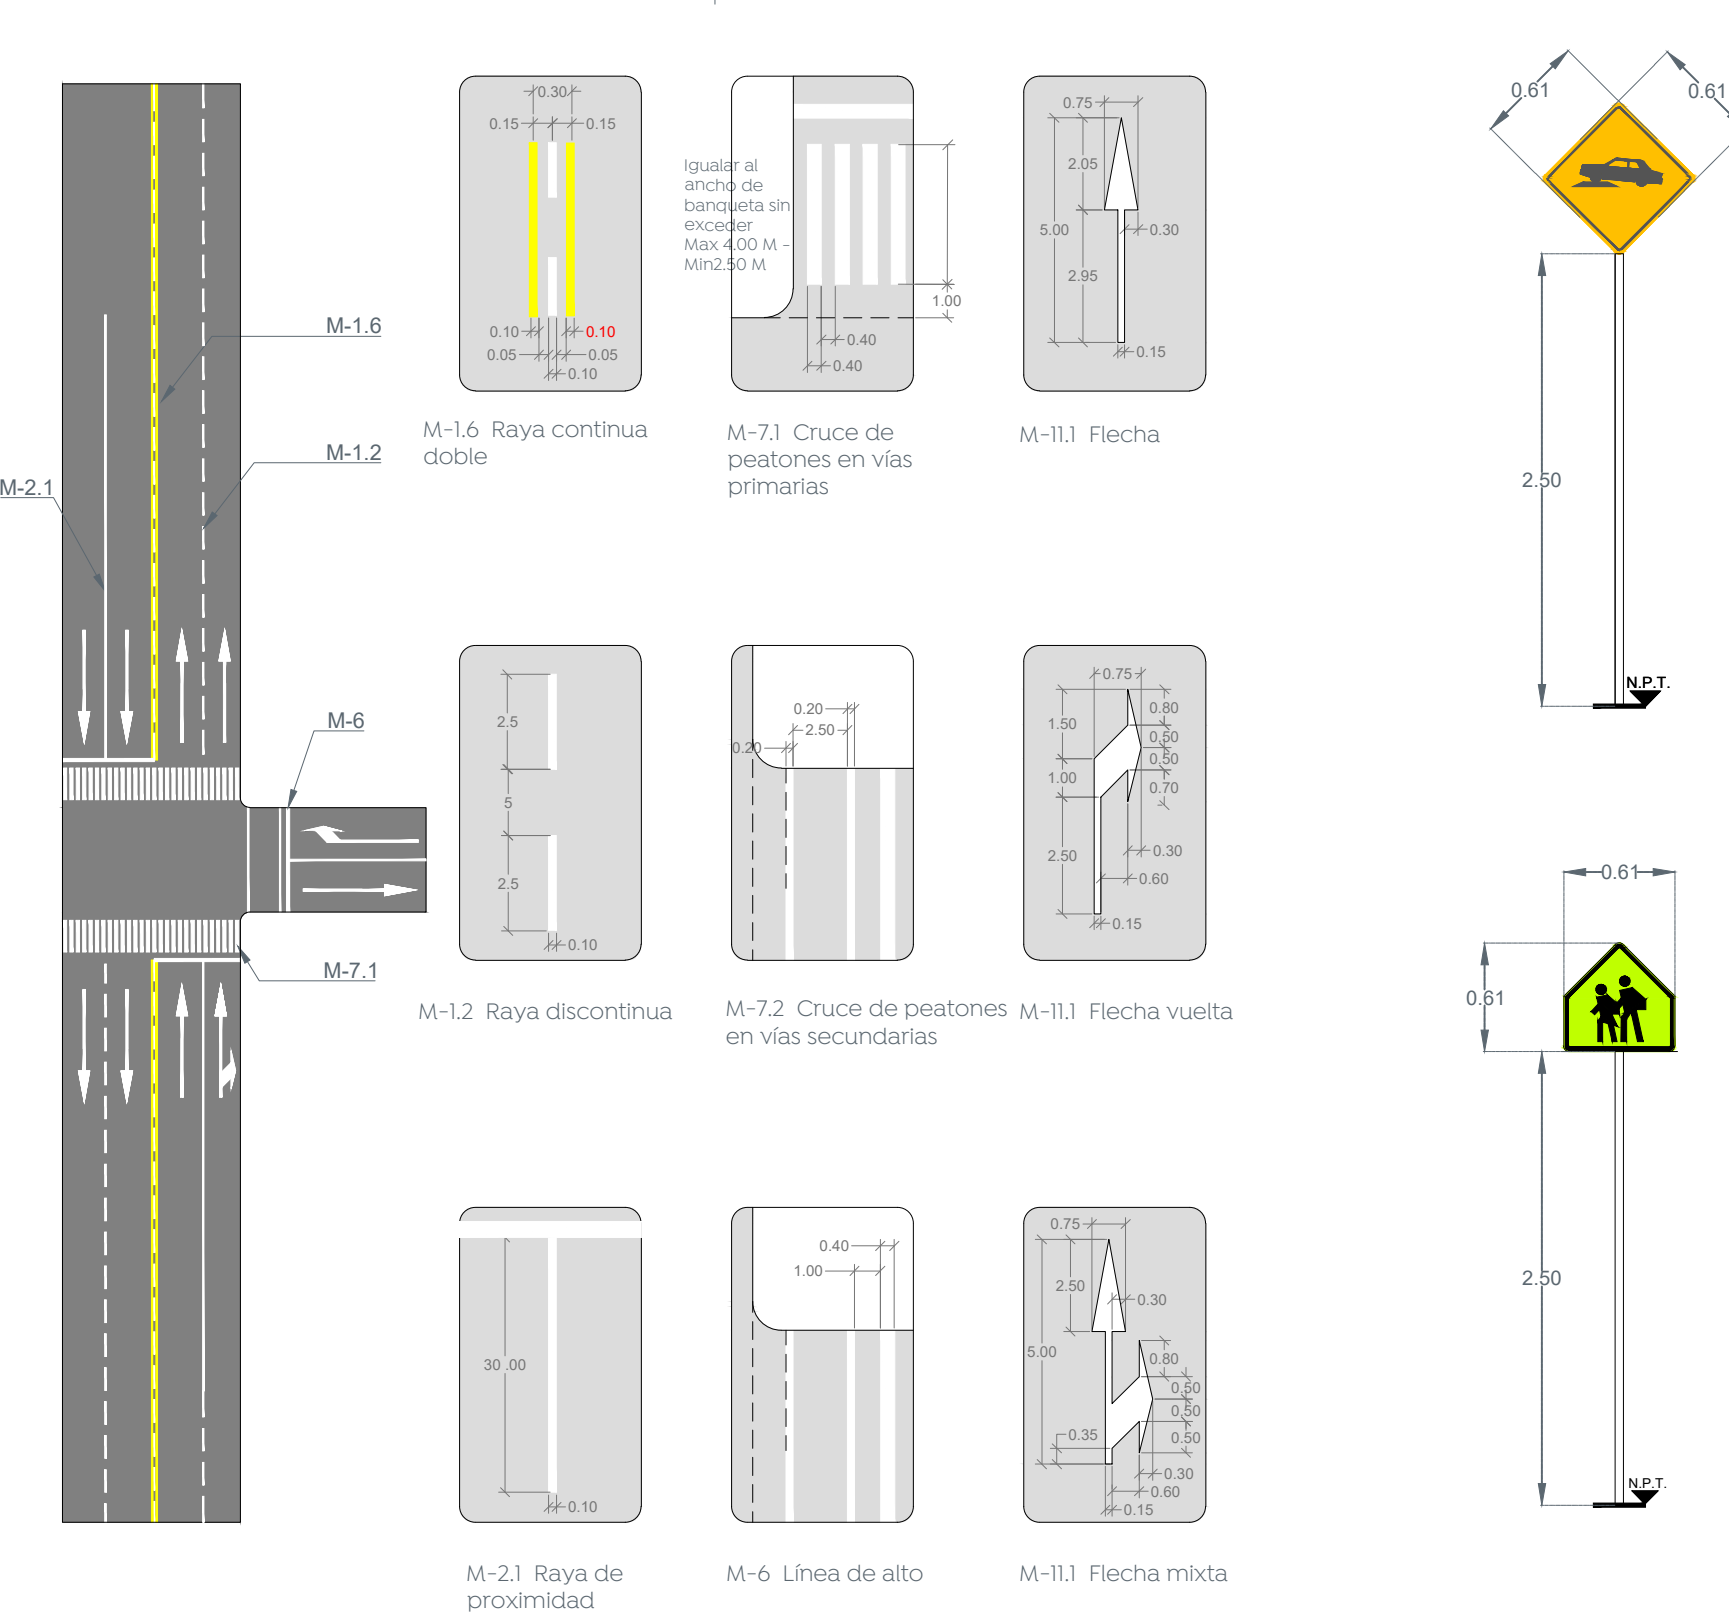 M-1.6
M-1.2
M-2.1
M-6
M-7.1
0.30
0.15
0.15
0.10
0.10
0.05
0.05
0.10
M-1.6 Raya continua
doble
Igualar al
ancho de
banqueta sin
exceder
Max 4.00 M -
Min2.50 M
1.00
0.40
0.40
M-7.1 Cruce de
peatones en vías
primarias
0.75
2.05
5.00
0.30
2.95
0.15
M-11.1 Flecha
0.61
0.61
2.50
N.P.T.
2.5
5
2.5
0.10
M-1.2 Raya discontinua
0.20
2.50
0.20
M-7.2 Cruce de peatones
en vías secundarias
0.75
1.50
0.80
0.50
0.50
1.00
0.70
2.50
0.30
0.60
0.15
M-11.1 Flecha vuelta
0.61
0.61
2.50
N.P.T.
30 .00
0.10
M-2.1 Raya de
proximidad
0.40
1.00
M-6 Línea de alto
0.75
2.50
0.30
5.00
0.80
0.50
0.50
0.35
0.50
0.30
0.60
0.15
M-11.1 Flecha mixta